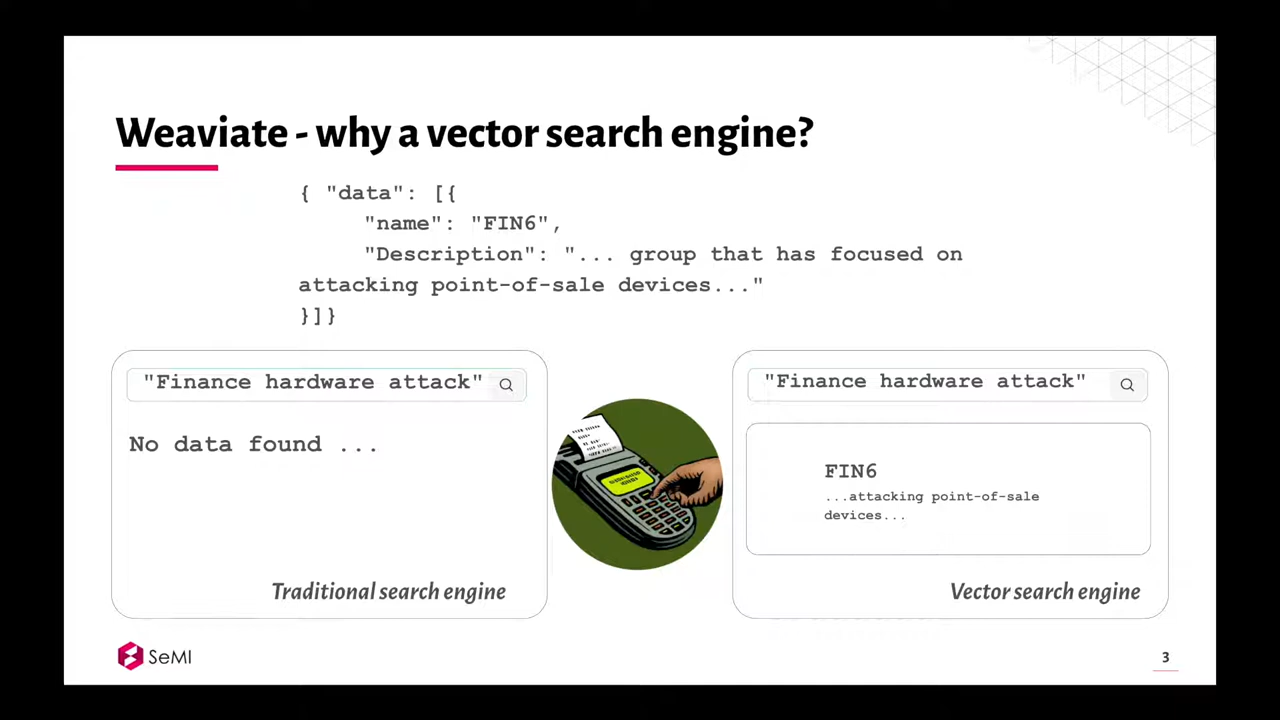 Weaviate - why a vector search engine?
{ "data": [{
"name": "FIN6",
"Description": "... group that has focused on
attacking point-of-sale devices..."
}]}
"Finance hardware attack"
No data found ...
Traditional search engine
"Finance hardware attack"
FIN6
...attacking point-of-sale
devices...
Vector search engine
SeMI
3